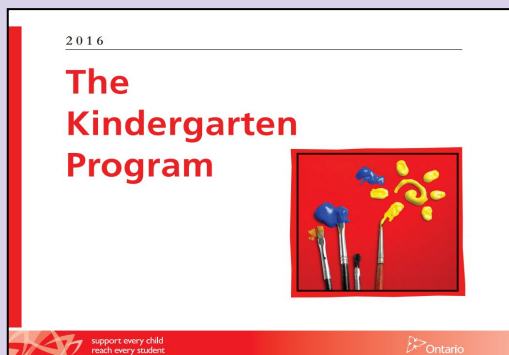 2016
The
Kindergarten
Program
support every child
reach every student
Ontario